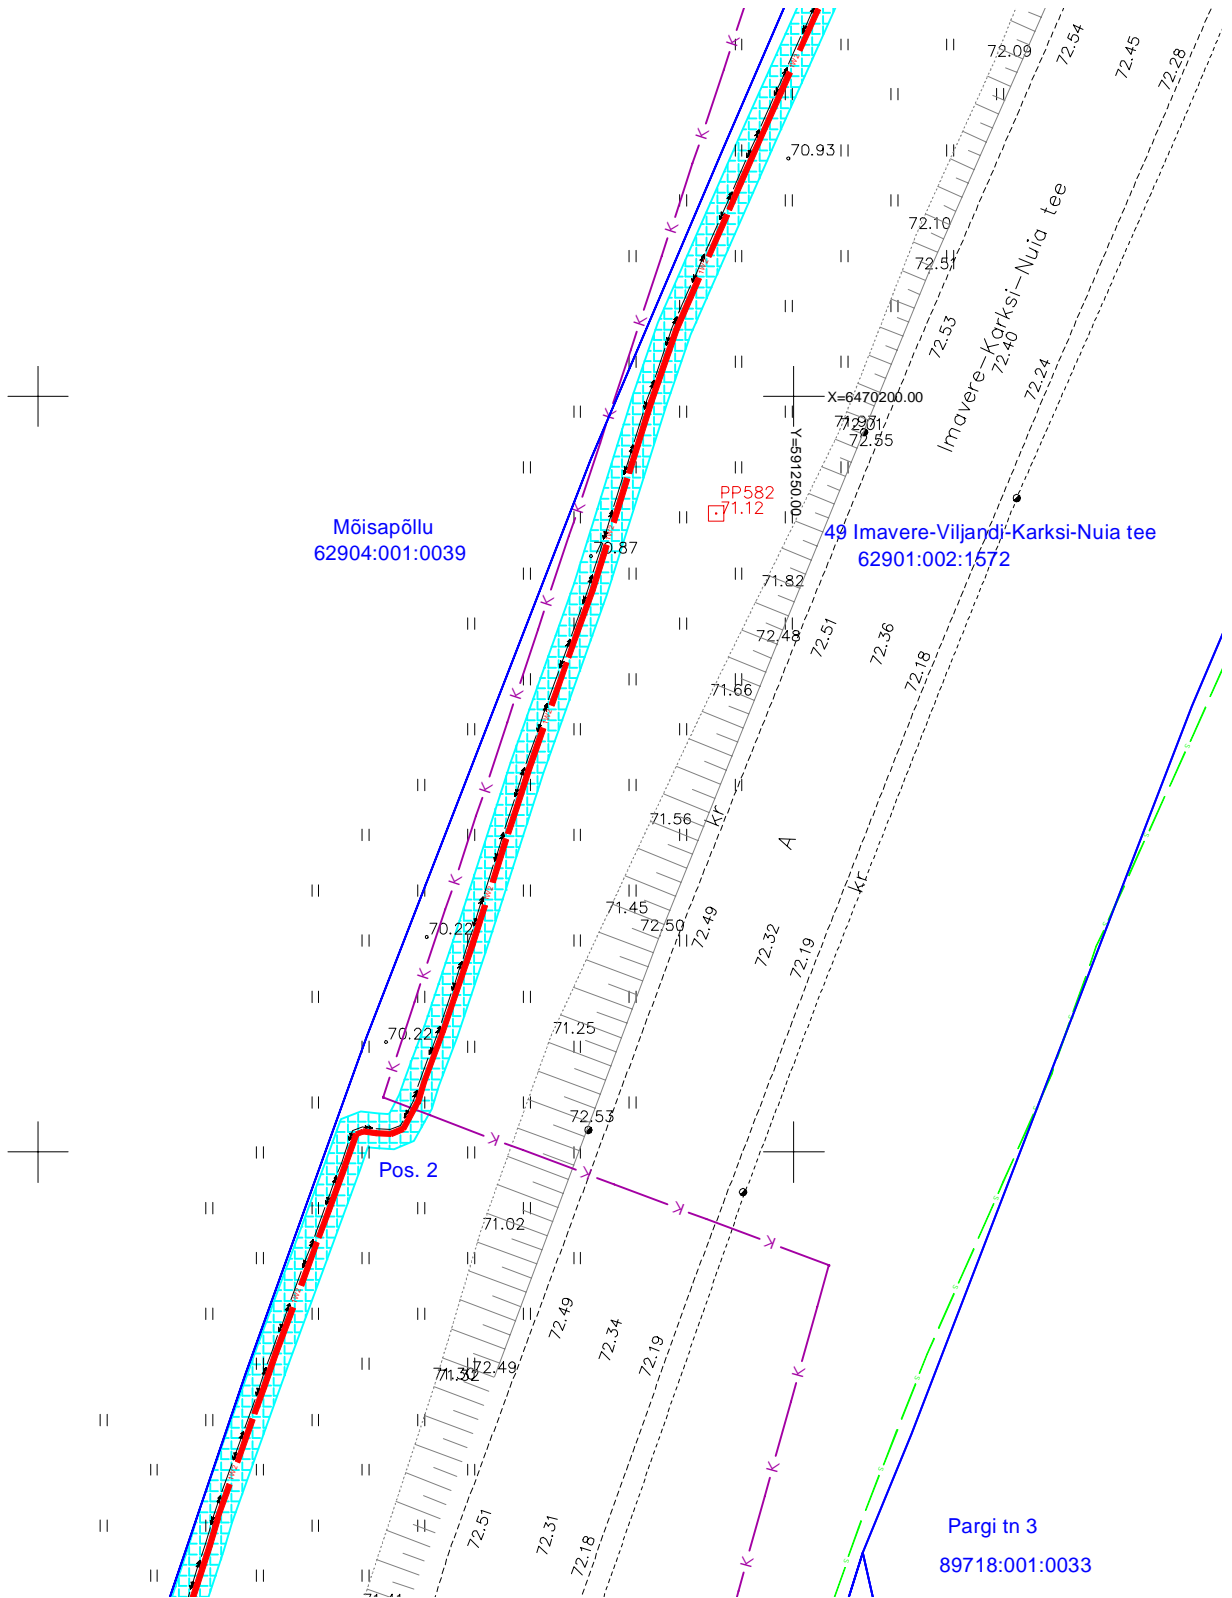 72.09
72.54
72.45
72.28
K
K
70.93
K
72.10
72.51
Imavere-Karksi-Nuia tee
K
72.53
72.40
72.24
X=6470200.00
Y=591250.00
K
72.55
PP582
71.12
Mõisapõllu
62904:001:0039
49 Imavere-Viljandi-Karksi-Nuia tee
62901:002:1572
70.87
71.82
K
72.48
72.51
72.36
72.18
71.66
K
K
71.56
kr
A
K
kr
71.45
72.50
72.49
72.32
72.19
70.22
K
71.25
70.22
K
72.53
K
K
Pos. 2
K
71.02
K
72.49
72.34
72.19
72.49
K
72.51
72.31
72.18
K
K
Pargi tn 3
89718:001:0033